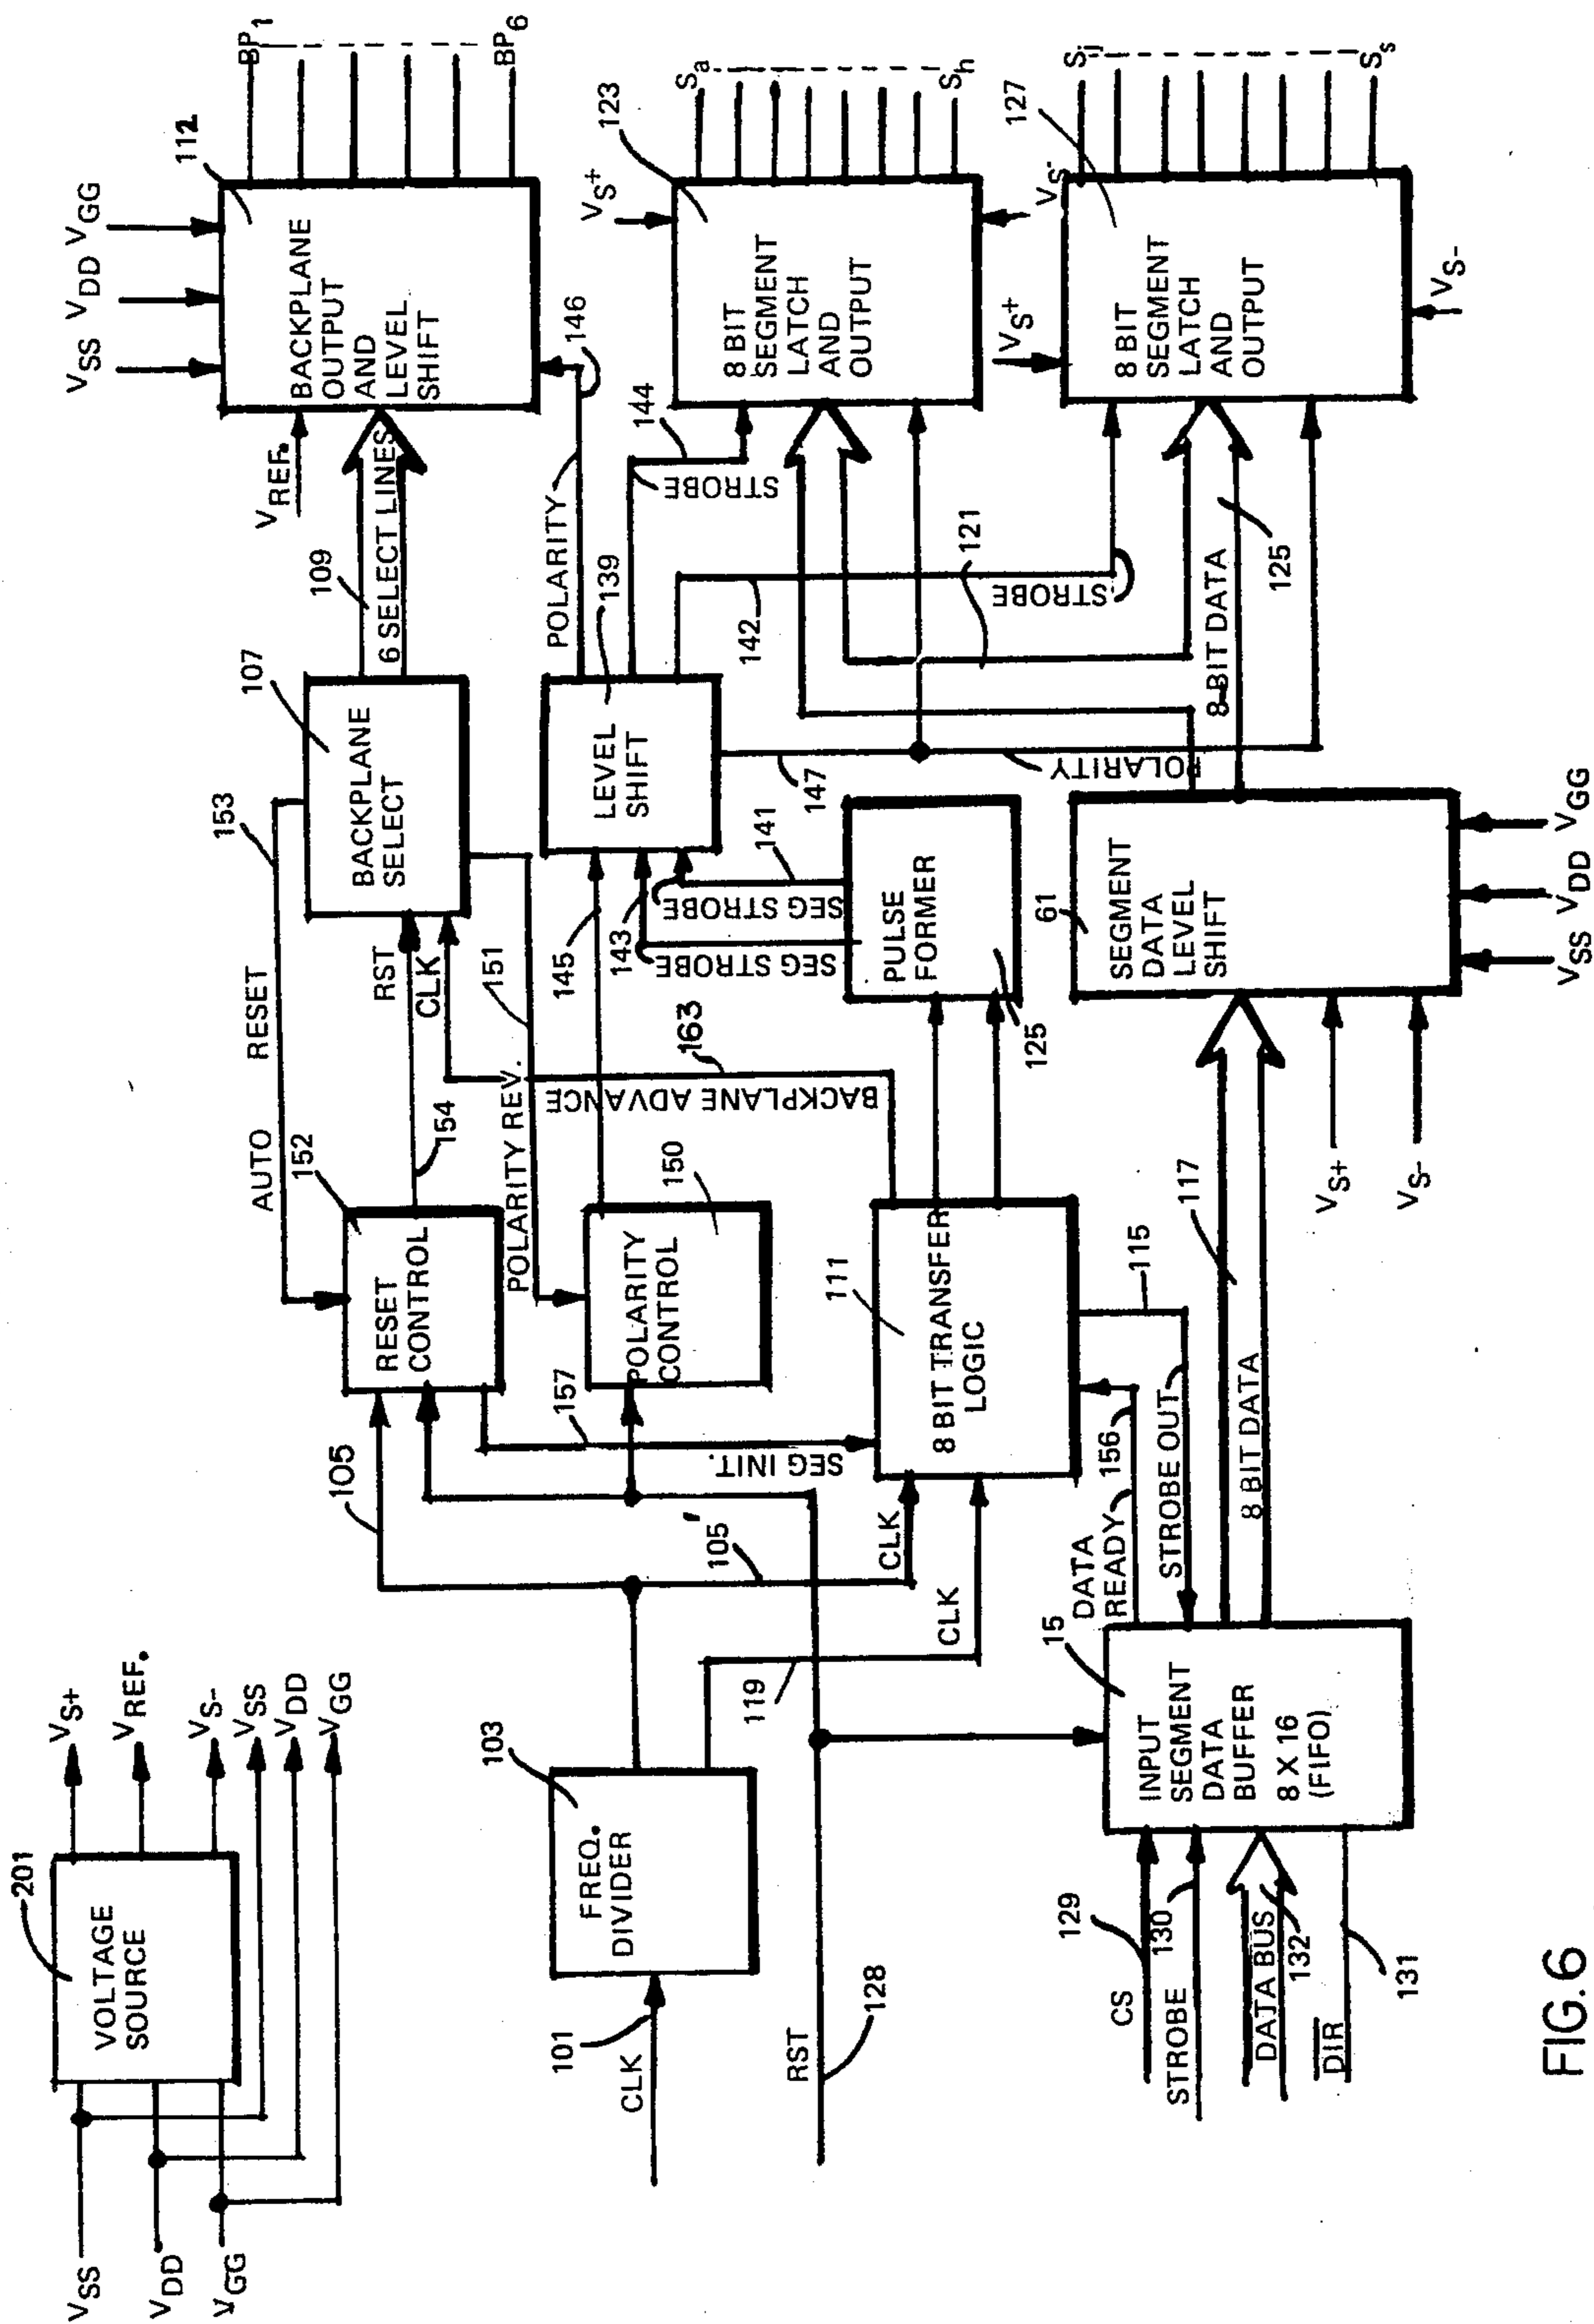 VSS
VDD
VGG
201
VOLTAGE
SOURCE
VS+
VREF.
VS-
VSS
VDD
VGG
101
CLK
103
FREQ.
DIVIDER
119
105
105'
CLK
CLK
RST
128
129
CS
STROBE
130
DATA BUS
132
DIR
131
15
INPUT
SEGMENT
DATA
BUFFER
8 X 16
(FIFO)
DATA
READY
156
STROBE OUT
115
117
8 BIT DATA
AUTO RESET
153
152
RESET
CONTROL
154
RST
CLK
157
SEG INIT.
POLARITY REV.
151
150
POLARITY
CONTROL
145
111
8 BIT TRANSFER
LOGIC
163
BACKPLANE ADVANCE
125
PULSE
FORMER
143
SEG STROBE
141
SEG STROBE
107
BACKPLANE
SELECT
109
6 SELECT LINES
139
LEVEL
SHIFT
POLARITY
146
144
STROBE
142
STROBE
147
POLARITY
121
61
SEGMENT
DATA
LEVEL
SHIFT
VS+
VS-
VSS
VDD
VGG
8 BIT DATA
125
VREF.
VSS
VDD
VGG
112
BACKPLANE
OUTPUT
AND
LEVEL
SHIFT
BP1
BP6
VS+
123
8 BIT
SEGMENT
LATCH
AND
OUTPUT
VS-
Sa
Sh
VS+
127
8 BIT
SEGMENT
LATCH
AND
OUTPUT
VS-
Sj
Ss
FIG. 6